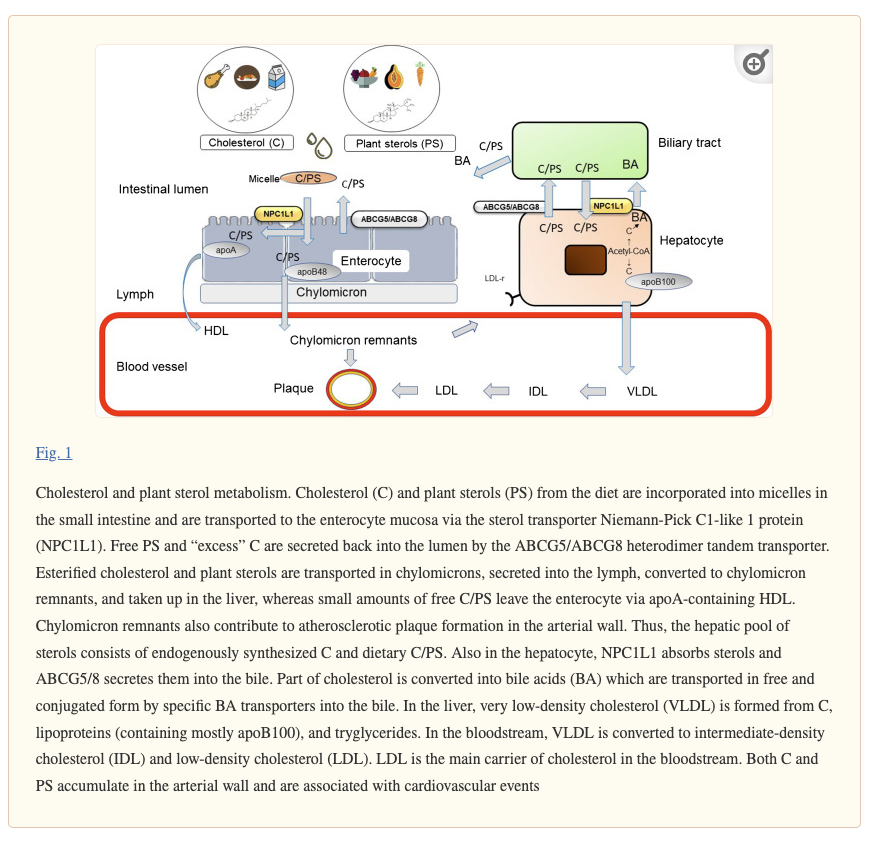 Cholesterol (C)
Plant sterols (PS)
C/PS
BA
C/PS
C/PS
BA
Biliary tract
Intestinal lumen
Micelle
C/PS
C/PS
NPC1L1
ABCG5/ABCG8
ABCG5/ABCG8
NPC1L1
C/PS
apoA
C/PS
apoB48
Enterocyte
C/PS
C/PS
BA
C
Acetyl-CoA
C
Hepatocyte
apoB100
LDL-r
Lymph
Chylomicron
HDL
Chylomicron remnants
Blood vessel
Plaque
LDL
IDL
VLDL
Fig. 1
Cholesterol and plant sterol metabolism. Cholesterol (C) and plant sterols (PS) from the diet are incorporated into micelles in
the small intestine and are transported to the enterocyte mucosa via the sterol transporter Niemann-Pick C1-like 1 protein
(NPC1L1). Free PS and “excess” C are secreted back into the lumen by the ABCG5/ABCG8 heterodimer tandem transporter.
Esterified cholesterol and plant sterols are transported in chylomicrons, secreted into the lymph, converted to chylomicron
remnants, and taken up in the liver, whereas small amounts of free C/PS leave the enterocyte via apoA-containing HDL.
Chylomicron remnants also contribute to atherosclerotic plaque formation in the arterial wall. Thus, the hepatic pool of
sterols consists of endogenously synthesized C and dietary C/PS. Also in the hepatocyte, NPC1L1 absorbs sterols and
ABCG5/8 secretes them into the bile. Part of cholesterol is converted into bile acids (BA) which are transported in free and
conjugated form by specific BA transporters into the bile. In the liver, very low-density cholesterol (VLDL) is formed from C,
lipoproteins (containing mostly apoB100), and tryglycerides. In the bloodstream, VLDL is converted to intermediate-density
cholesterol (IDL) and low-density cholesterol (LDL). LDL is the main carrier of cholesterol in the bloodstream. Both C and
PS accumulate in the arterial wall and are associated with cardiovascular events